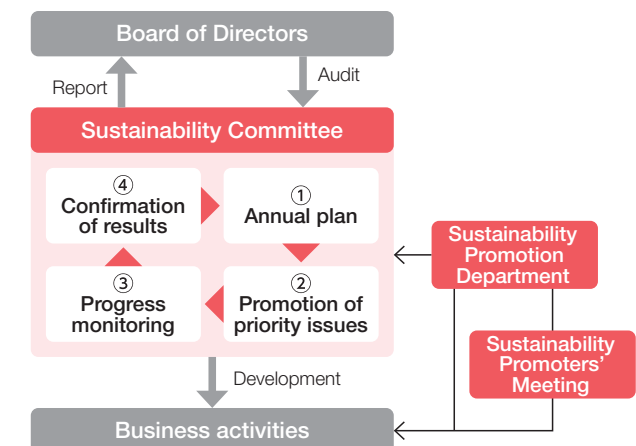 Board of Directors
Report
Audit
Sustainability Committee
④
Confirmation
of results
①
Annual plan
③
Progress
monitoring
②
Promotion of
priority issues
Sustainability
Promotion
Department
Sustainability
Promoters'
Meeting
Development
Business activities